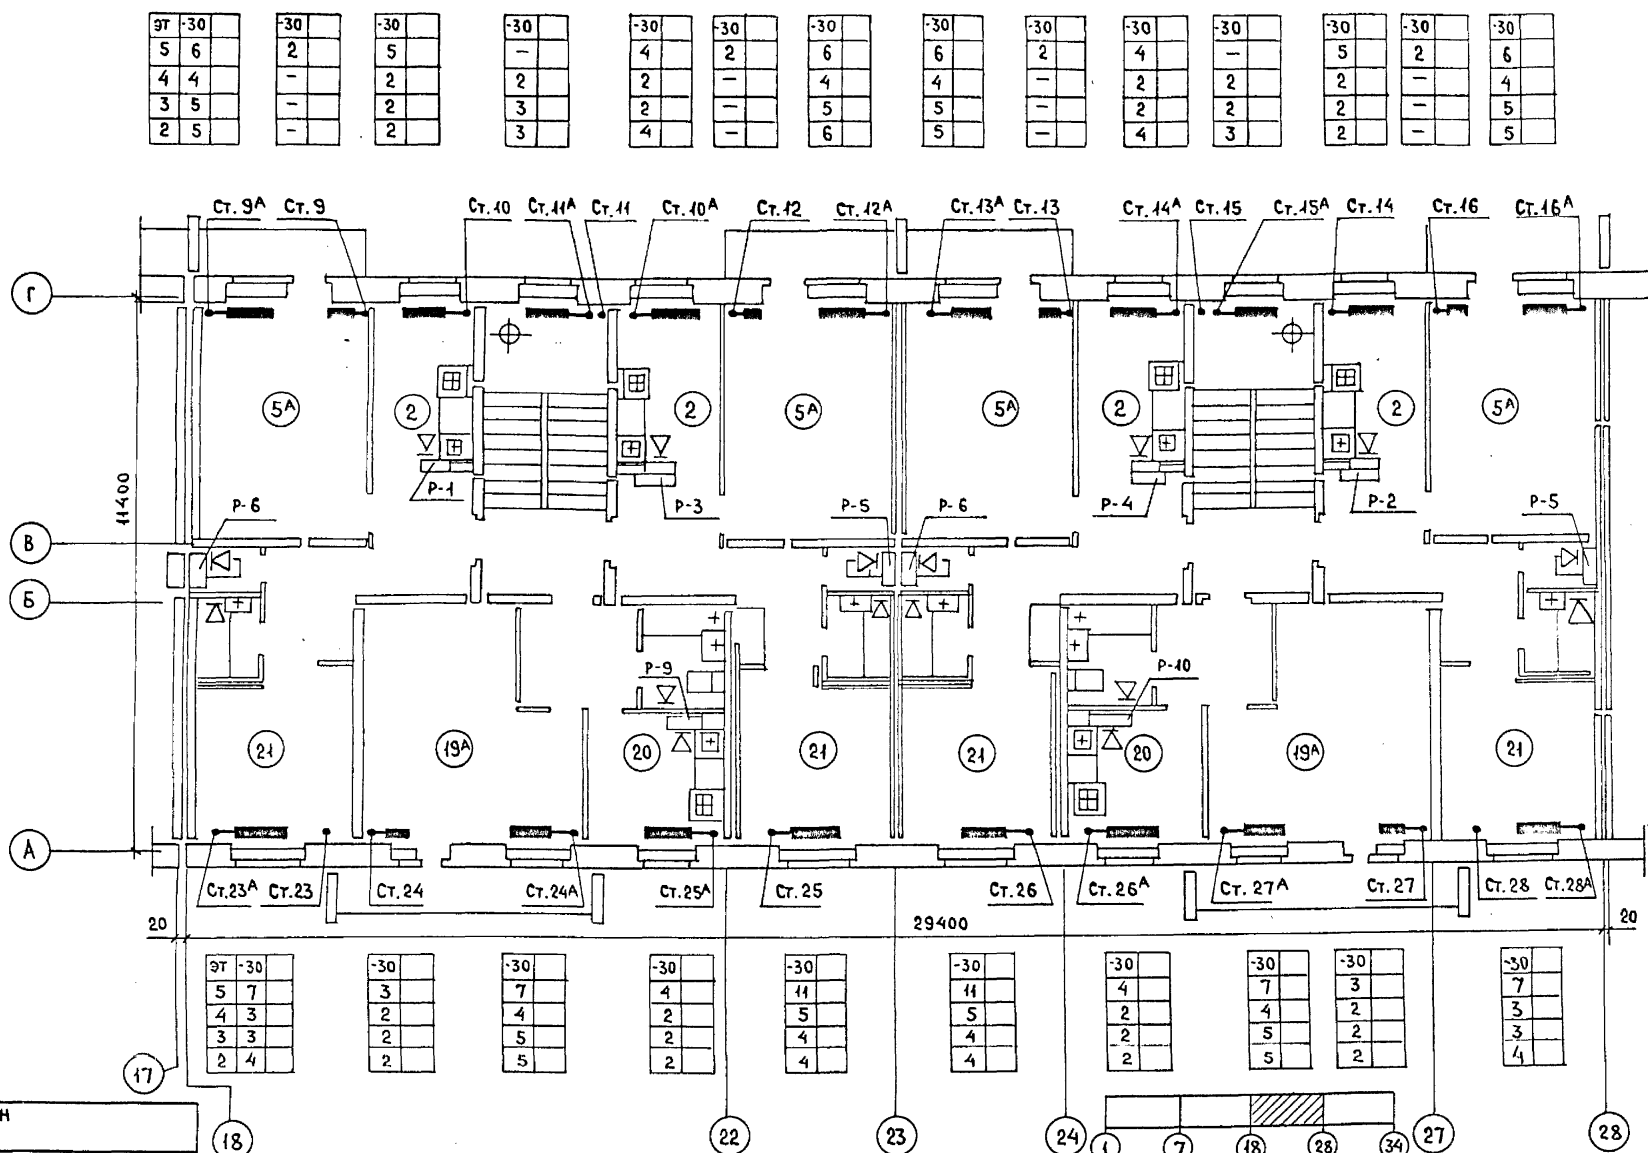 ЭТ -30 -30 -30 -30 -30 -30 -30 -30 -30 -30 -30 -30 -30 -30
5 6 2 5 — 4 2 6 6 2 4 — 5 2 6
4 4 - 2 2 2 — 4 4 — 2 2 2 — 4
3 5 - 2 3 2 — 5 5 — 2 2 2 — 5
2 5 - 2 3 4 — 6 5 — 4 3 2 — 5
Ст.9А Ст.9 Ст.10 Ст.11А Ст.11 Ст.10А Ст.12 Ст.12А Ст.13А Ст.13 Ст.14А Ст.15 Ст.15А Ст.14 Ст.16 Ст.16А
Г
5А 2 2 5А 5А 2 2 5А
Р-1 Р-3 Р-4 Р-2
Р-6 Р-5 Р-6 Р-5
11400
В
Б
Р-9 Р-10
21 19А 20 21 21 20 19А 21
А
Ст.23А Ст.23 Ст.24 Ст.24А Ст.25А Ст.25 Ст.26 Ст.26А Ст.27А Ст.27 Ст.28 Ст.28А
20 29400 20
ЭТ -30 -30 -30 -30 -30 -30 -30 -30 -30 -30
5 7 3 7 4 11 11 4 7 3 7
4 3 2 4 2 5 5 2 4 2 3
3 3 2 5 2 4 4 2 5 2 3
2 4 2 5 2 4 4 2 5 2 4
17
Н
18 22 23 24 1 7 18 28 34 27 28